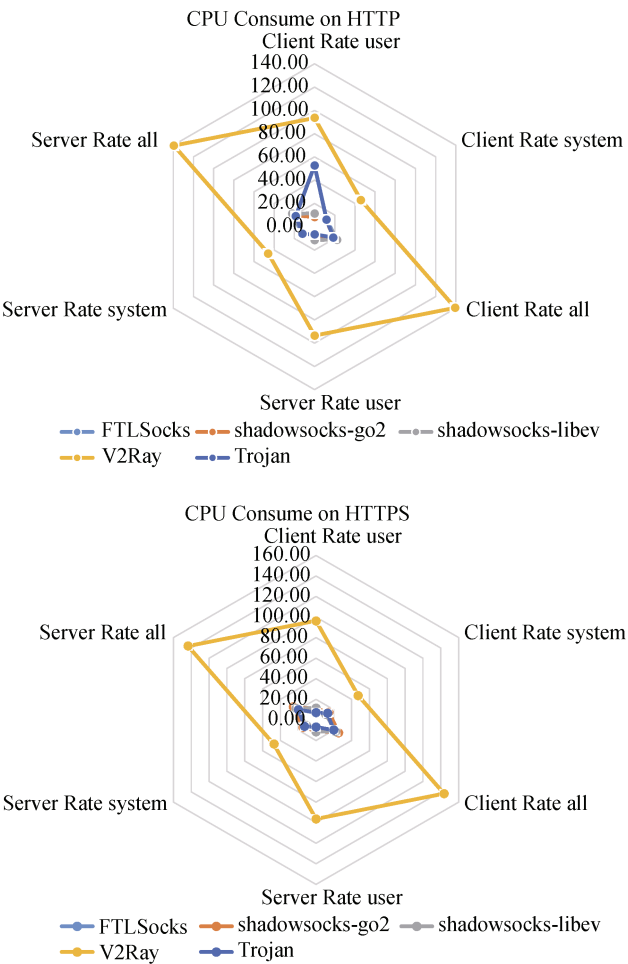 CPU Consume on HTTP
Client Rate user
140.00
120.00
100.00
80.00
60.00
40.00
20.00
0.00
Server Rate all
Client Rate system
Server Rate system
Client Rate all
Server Rate user
FTLSocks shadowsocks-go2 shadowsocks-libev
V2Ray Trojan
CPU Consume on HTTPS
Client Rate user
160.00
140.00
120.00
100.00
80.00
60.00
40.00
20.00
0.00
Server Rate all
Client Rate system
Server Rate system
Client Rate all
Server Rate user
FTLSocks shadowsocks-go2 shadowsocks-libev
V2Ray Trojan